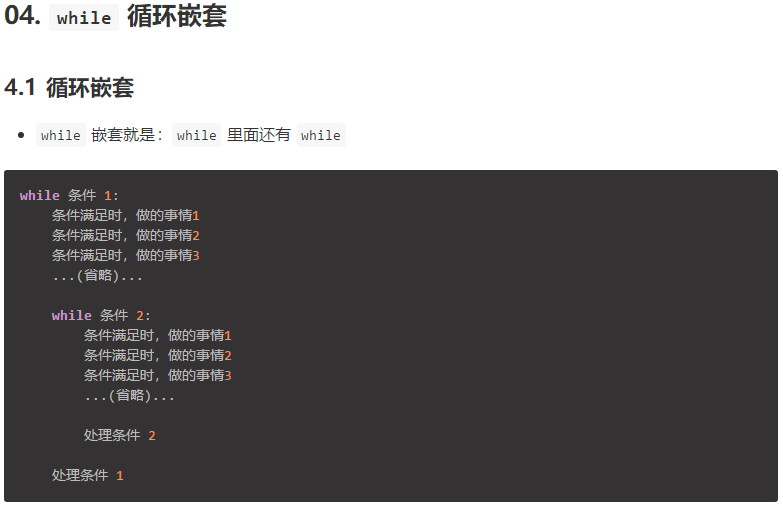 04. while 循环嵌套
4.1 循环嵌套
• while 嵌套就是：while 里面还有 while
while 条件 1:
    条件满足时，做的事情1
    条件满足时，做的事情2
    条件满足时，做的事情3
    ...(省略)...
    while 条件 2:
        条件满足时，做的事情1
        条件满足时，做的事情2
        条件满足时，做的事情3
        ...(省略)...
        处理条件 2
    处理条件 1